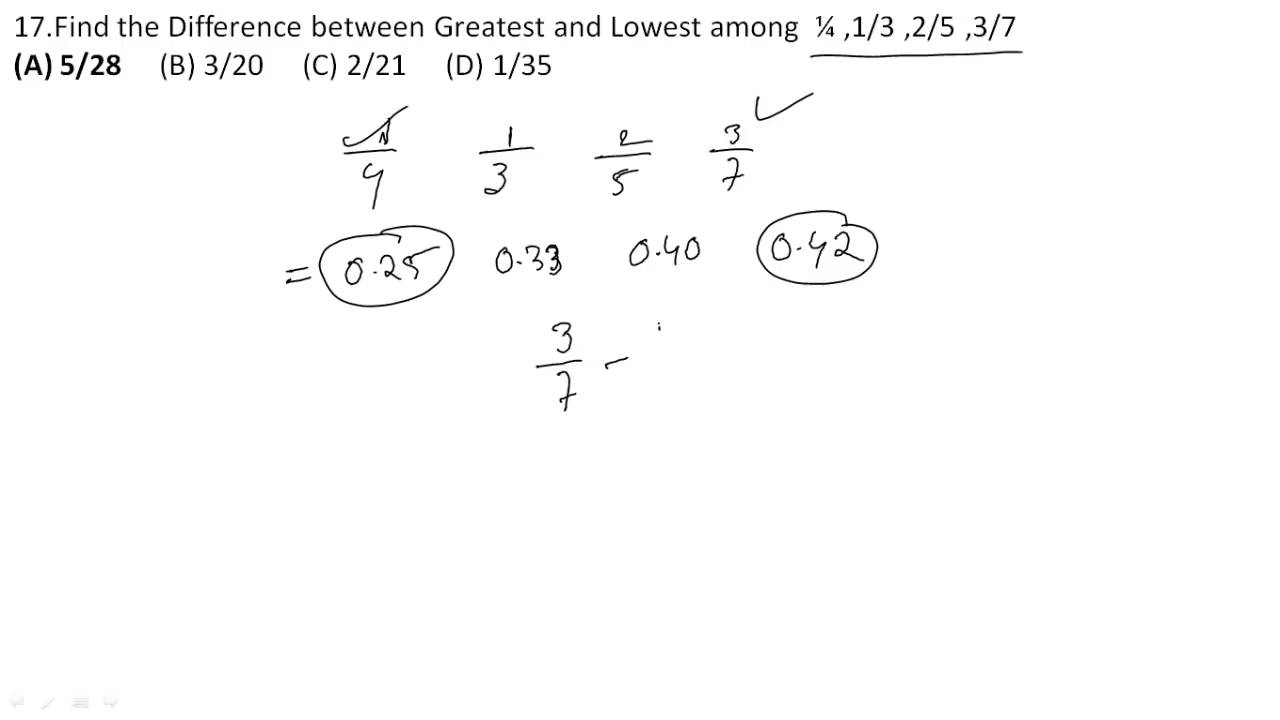 17.Find the Difference between Greatest and Lowest among ¼ ,1/3 ,2/5 ,3/7
(A) 5/28 (B) 3/20 (C) 2/21 (D) 1/35
1/4 1/3 2/5 3/7
= 0.25 0.33 0.40 0.42
3/7 -